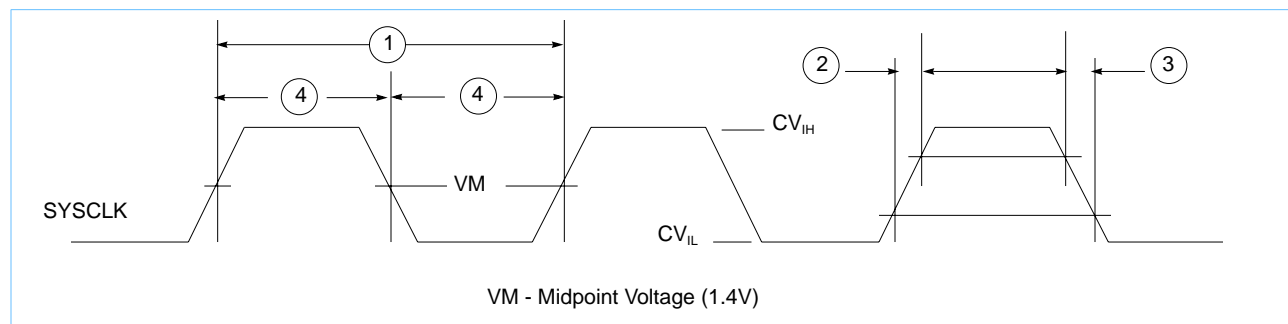 1
2
3
4
4
CV_IH
VM
SYSCLK
CV_IL
VM - Midpoint Voltage (1.4V)